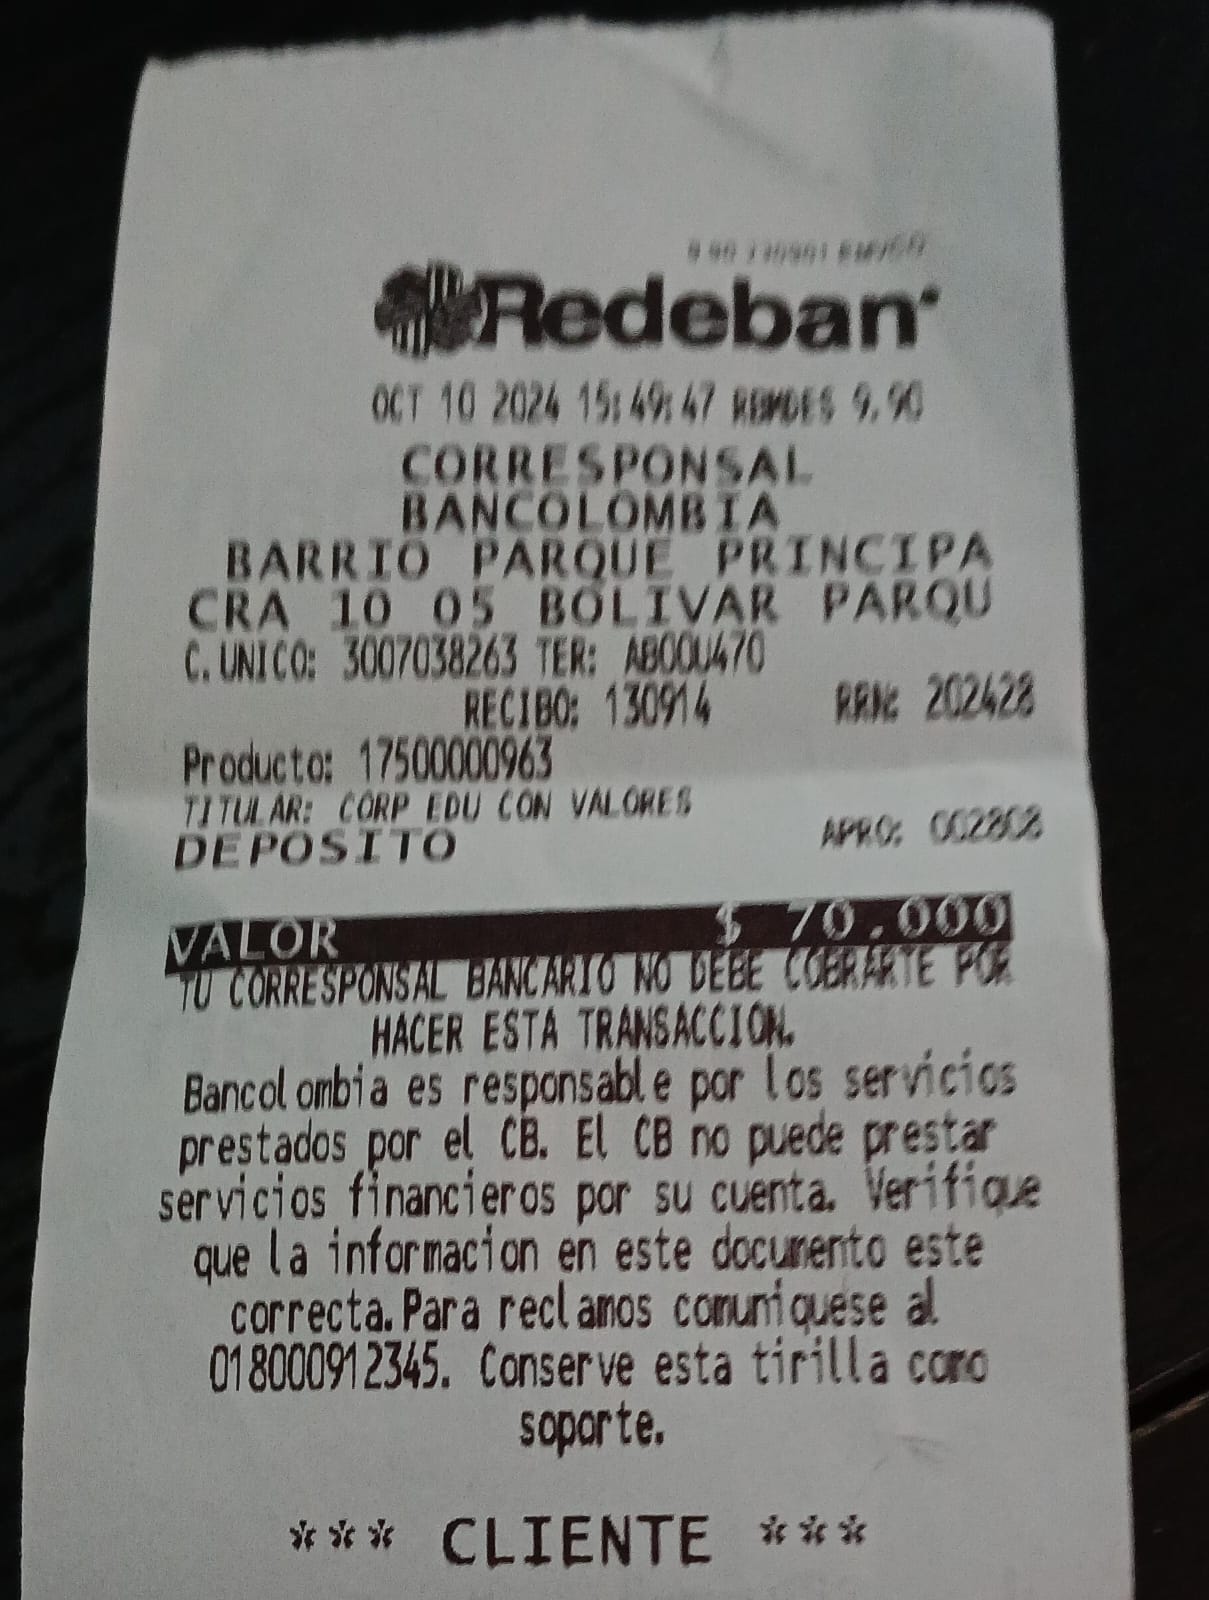 Redeban
OCT 10 2024 15:49:47 RBMDES 9.90
CORRESPONSAL
BANCOLOMBIA
BARRIO PARQUE PRINCIPA
CRA 10 05 BOLIVAR PARQU
C. UNICO: 3007038263 TER: AB00U470
RECIBO: 130914 RRN: 202428
Producto: 17500000963
TITULAR: CORP EDU CON VALORES
DEPOSITO APRO: 002808
VALOR $ 70.000
TU CORRESPONSAL BANCARIO NO DEBE COBRARTE POR
HACER ESTA TRANSACCION.
Bancolombia es responsable por los servicios
prestados por el CB. El CB no puede prestar
servicios financieros por su cuenta. Verifique
que la informacion en este documento este
correcta.Para reclamos comuniquese al
018000912345. Conserve esta tirilla como
soporte.
*** CLIENTE ***